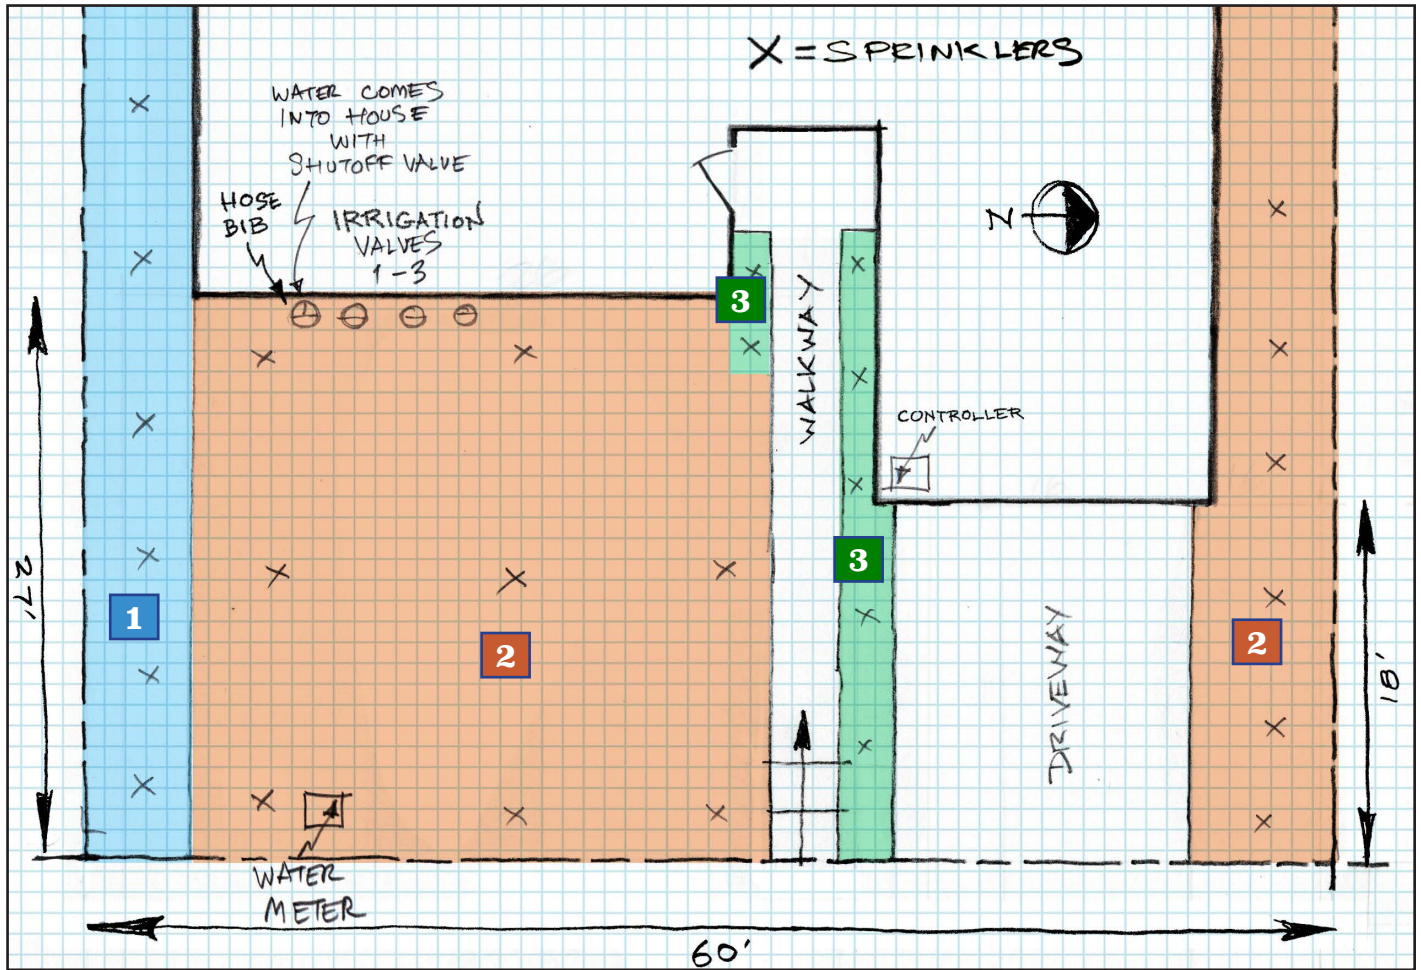 X = SPRINKLERS
WATER COMES
INTO HOUSE
WITH
SHUTOFF VALVE
HOSE
BIB
IRRIGATION
VALVES
1-3
N
3
WALKWAY
CONTROLLER
27'
1
2
3
2
DRIVEWAY
18'
WATER
METER
60'